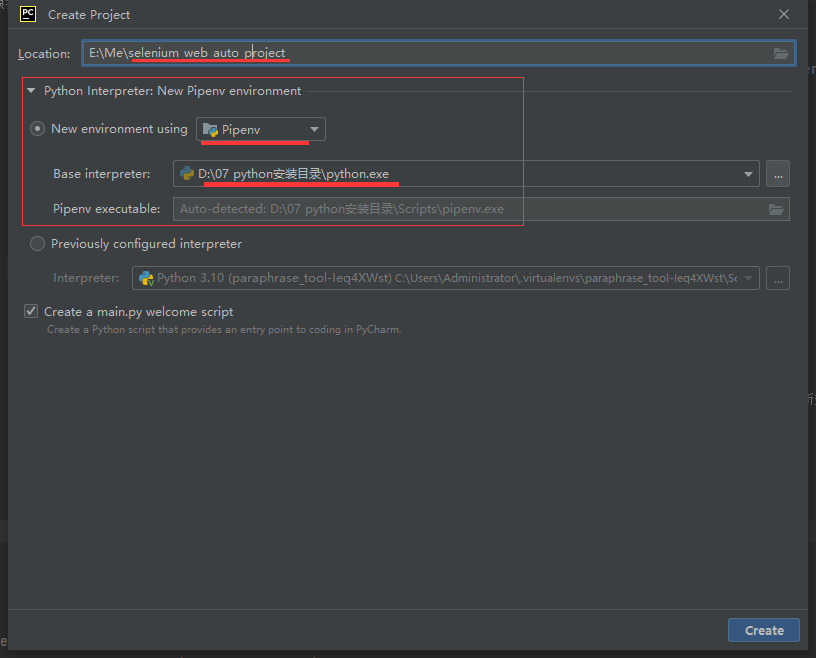 PC Create Project
Location: E:\Me\selenium_web_auto_project
Python Interpreter: New Pipenv environment
New environment using Pipenv
Base interpreter: D:\07 python安装目录\python.exe ...
Pipenv executable: Auto-detected: D:\07 python安装目录\Scripts\pipenv.exe
Previously configured interpreter
Interpreter: Python 3.10 (paraphrase_tool-Ieq4XWst) C:\Users\Administrator\.virtualenvs\paraphrase_tool-Ieq4XWst\Sc ...
Create a main.py welcome script
Create a Python script that provides an entry point to coding in PyCharm.
Create